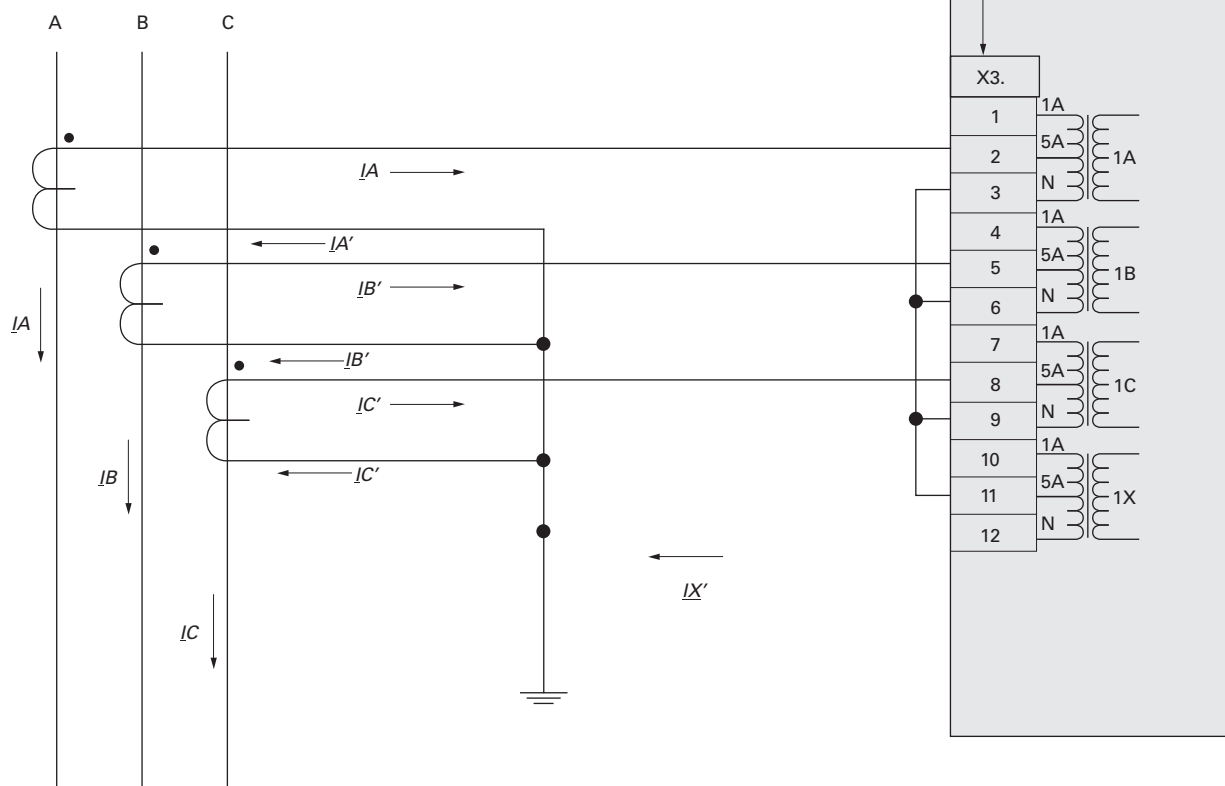 A B C
X3.
1 1A
2 5A 1A
3 N
4 1A
5 5A 1B
6 N
7 1A
8 5A 1C
9 N
10 1A
11 5A 1X
12 N
IA
IA'
IB'
IA
IB'
IC'
IC'
IB
IX'
IC